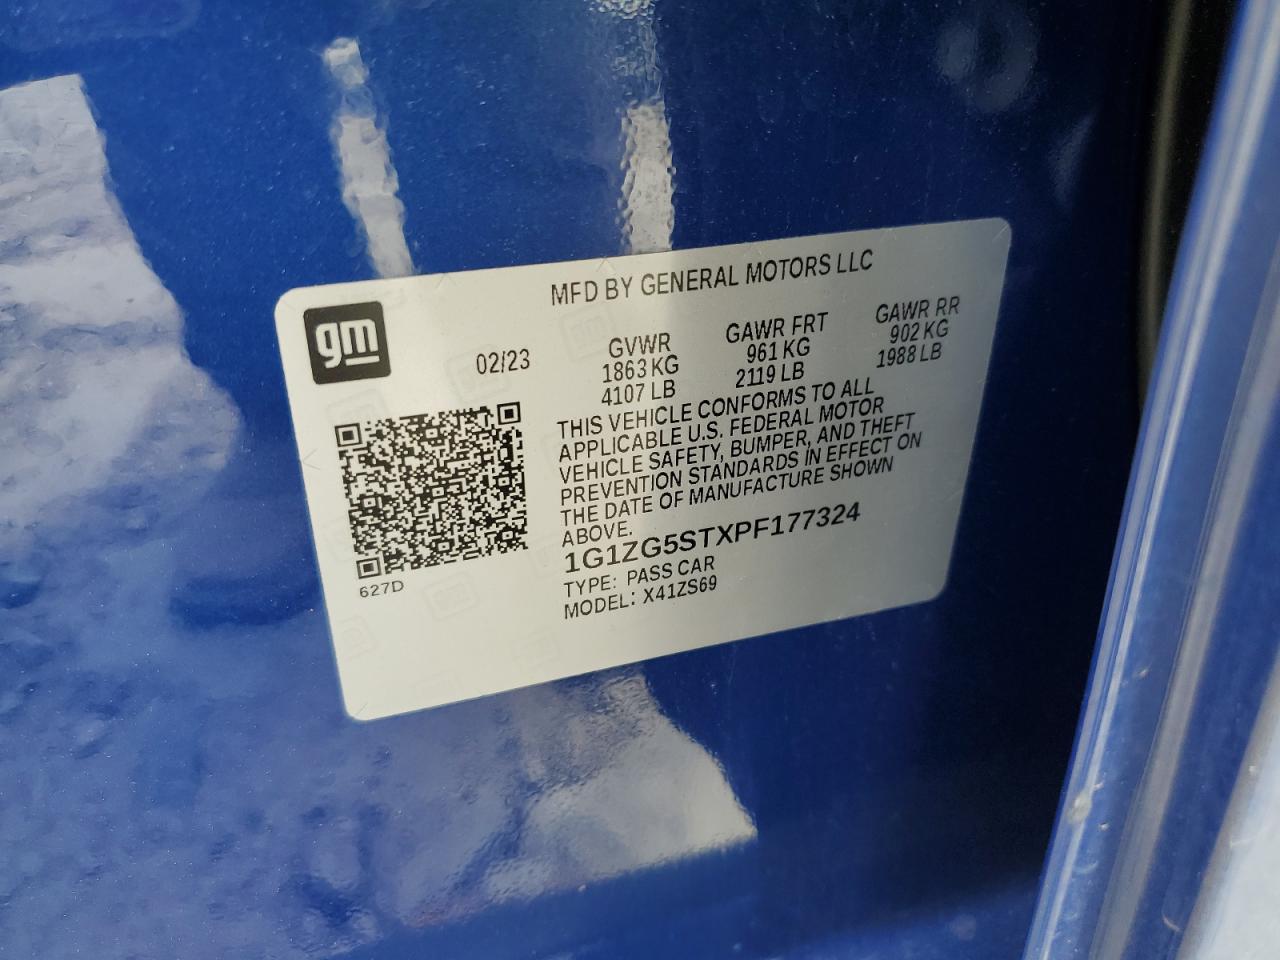 MFD BY GENERAL MOTORS LLC
gm
02/23
GVWR GAWR FRT GAWR RR
1863 KG 961 KG 902 KG
4107 LB 2119 LB 1988 LB
THIS VEHICLE CONFORMS TO ALL
APPLICABLE U.S. FEDERAL MOTOR
VEHICLE SAFETY, BUMPER, AND THEFT
PREVENTION STANDARDS IN EFFECT ON
THE DATE OF MANUFACTURE SHOWN
ABOVE.
1G1ZG5STXPF177324
TYPE: PASS CAR
MODEL: X41ZS69
627D